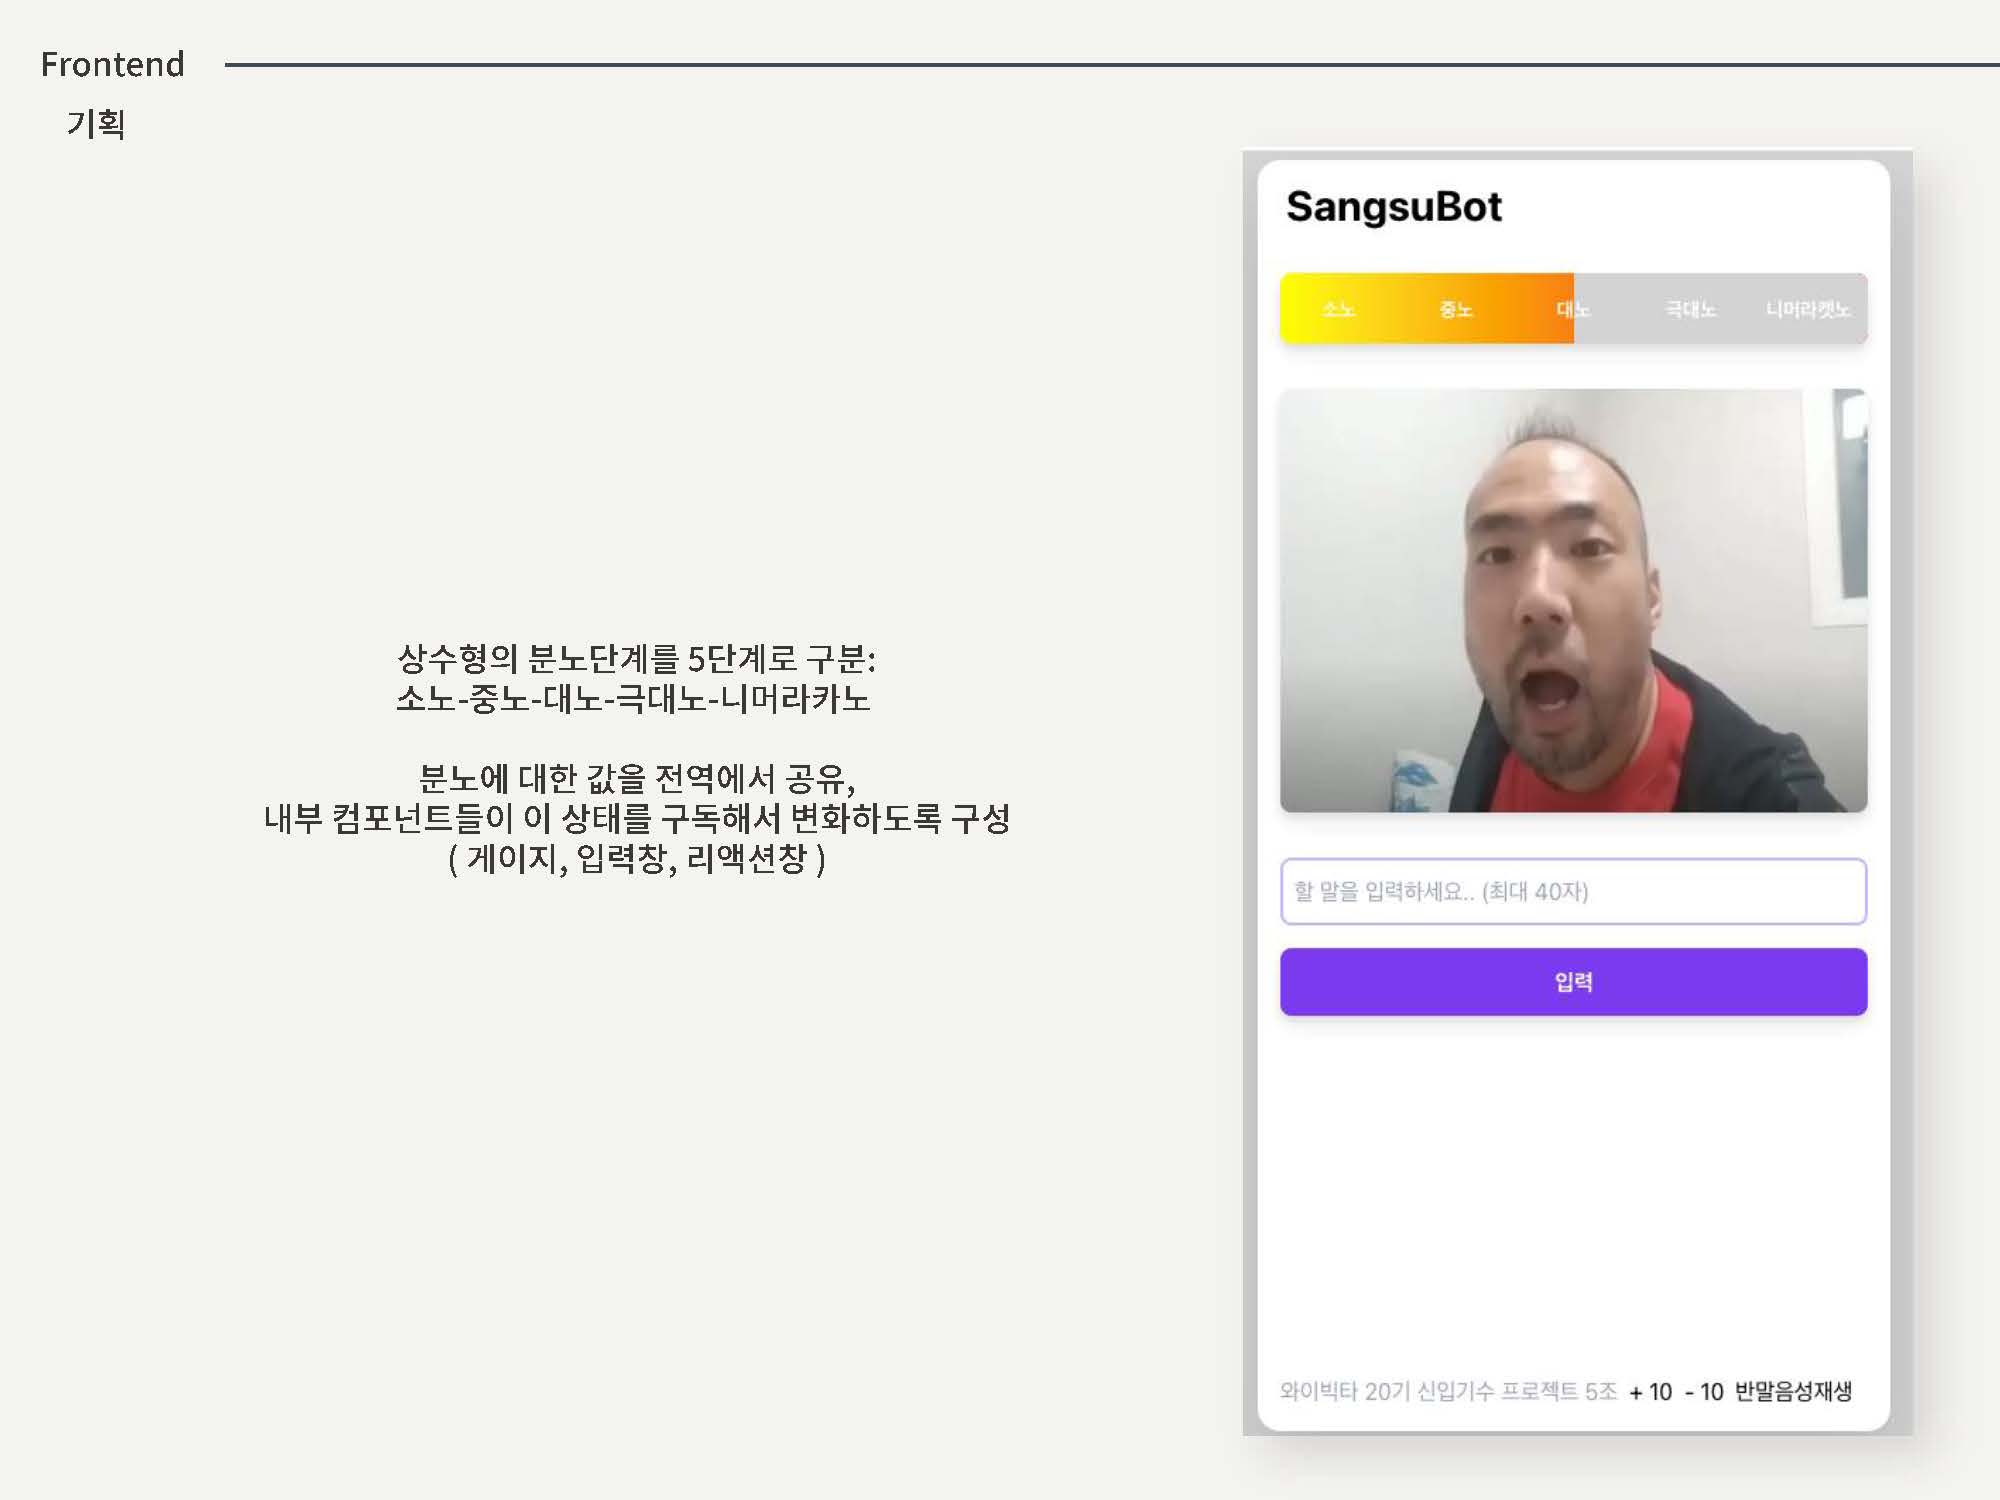 Frontend
기획
상수형의 분노단계를 5단계로 구분:
소노-중노-대노-극대노-니머라카노
분노에 대한 값을 전역에서 공유,
내부 컴포넌트들이 이 상태를 구독해서 변화하도록 구성
( 게이지, 입력창, 리액션창 )
SangsuBot
소노 중노 대노 극대노 니머라캣노
할 말을 입력하세요.. (최대 40자)
입력
와이빅타 20기 신입기수 프로젝트 5조 + 10 - 10 반말음성재생